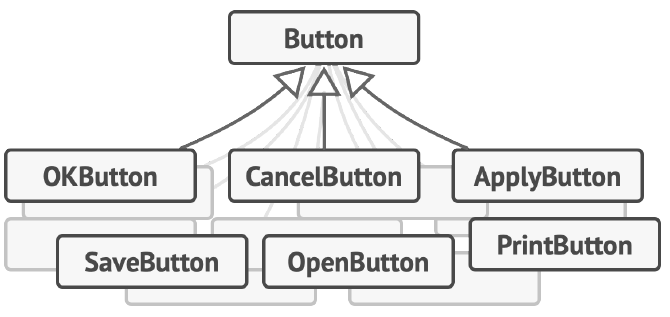 Button
OKButton
CancelButton
ApplyButton
SaveButton
OpenButton
PrintButton